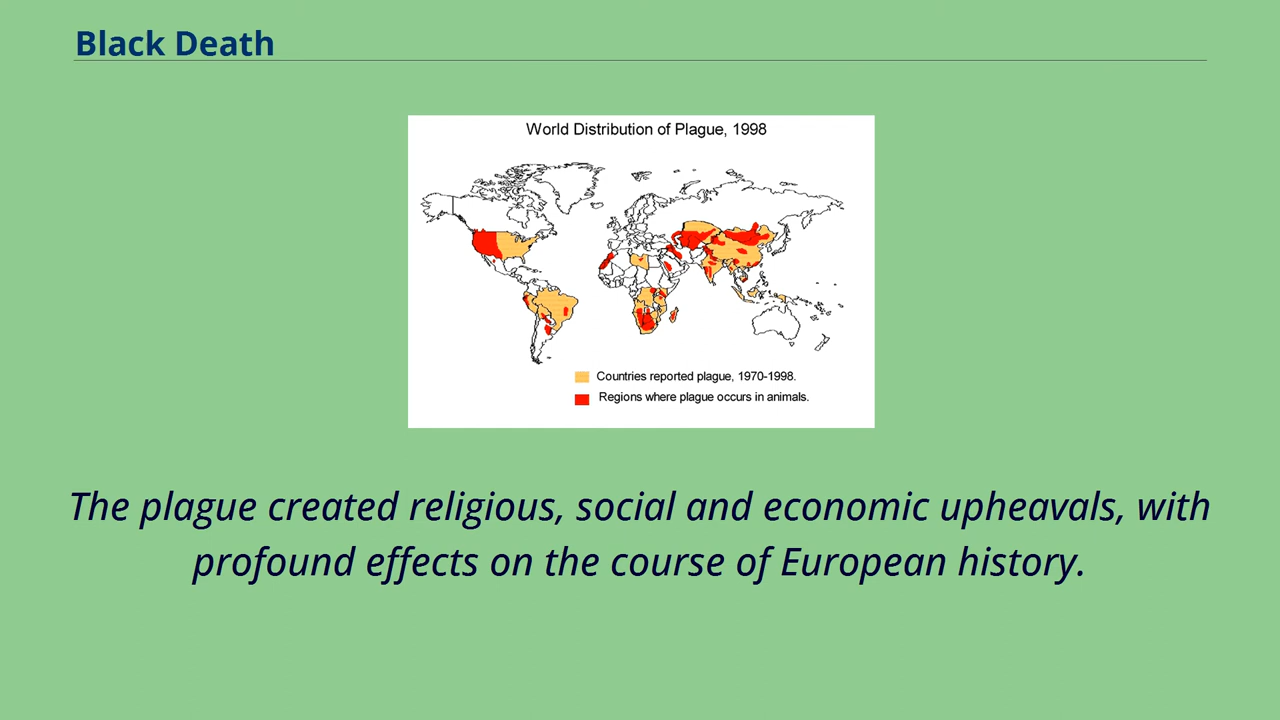 Black Death
World Distribution of Plague, 1998
Countries reported plague, 1970-1998.
Regions where plague occurs in animals.
The plague created religious, social and economic upheavals, with
profound effects on the course of European history.